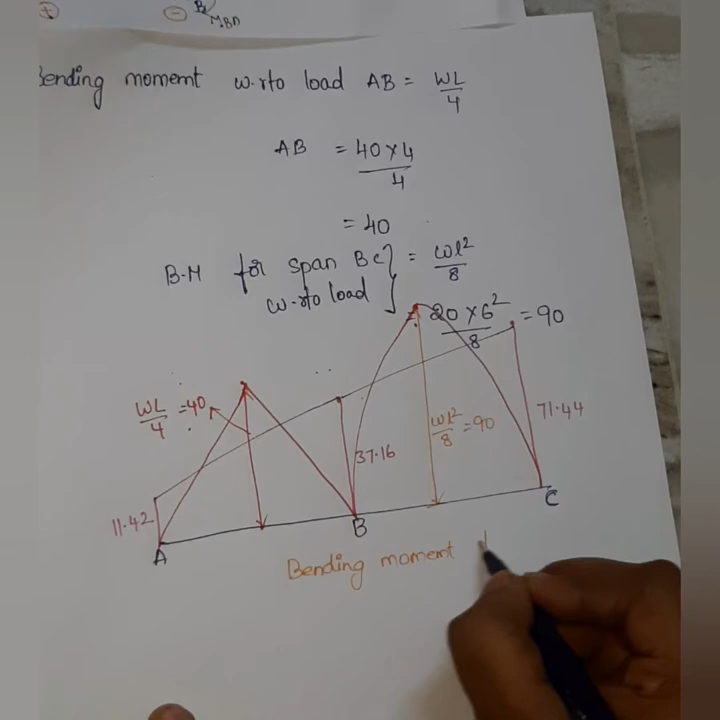 +
- B
MBD
Bending moment w.r to load AB = WL/4
AB = 40×4/4
= 40
B.M for span BC } = wl²/8
w.r to load
20×6²/8 = 90
WL/4 = 40
wl²/8 = 90
71.44
37.16
11.42
A
B
C
Bending moment